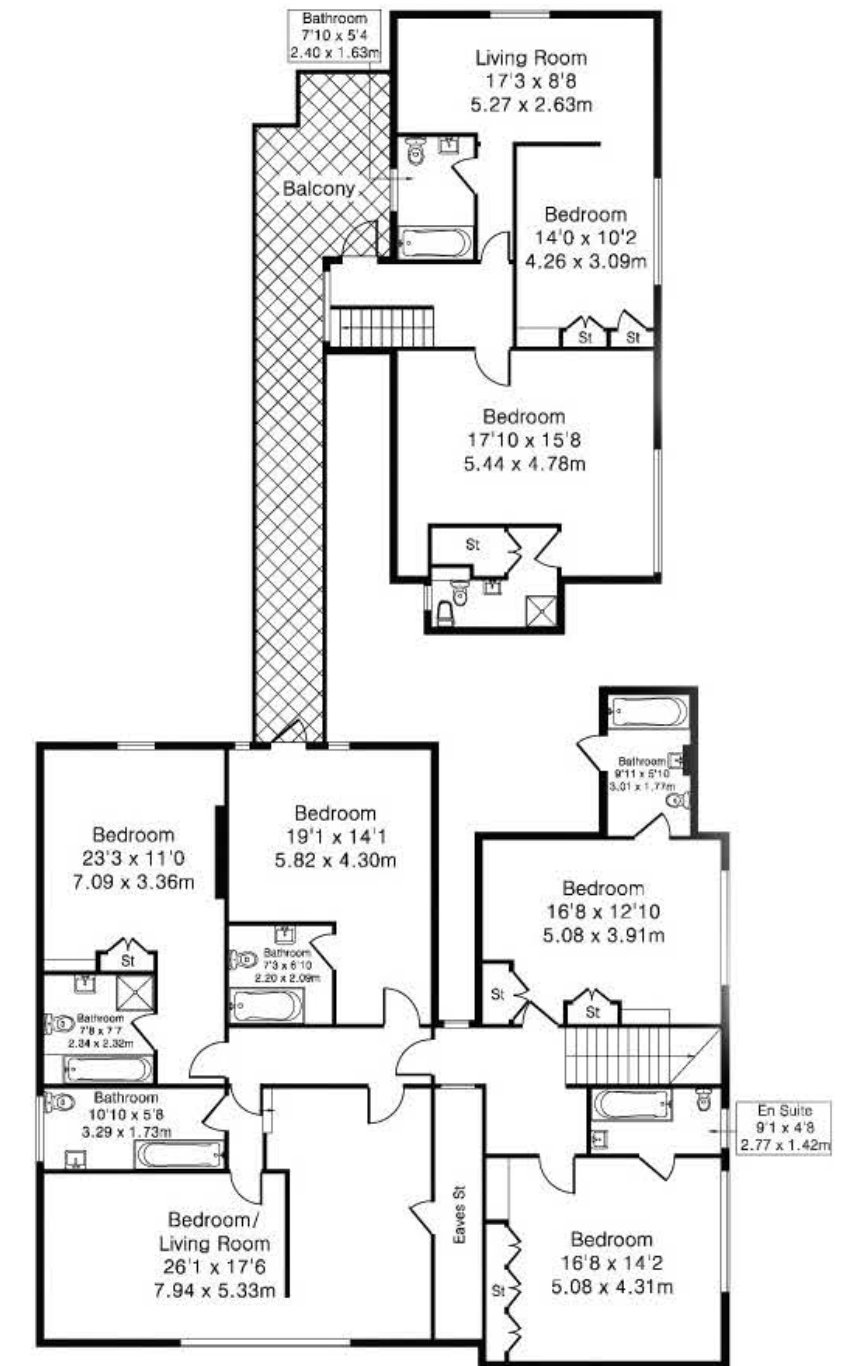 Bathroom
7'10 x 5'4
2.40 x 1.63m
Living Room
17'3 x 8'8
5.27 x 2.63m
Balcony
Bedroom
14'0 x 10'2
4.26 x 3.09m
St
St
Bedroom
17'10 x 15'8
5.44 x 4.78m
St
Bathroom
9'11 x 5'10
3.01 x 1.77m
Bedroom
23'3 x 11'0
7.09 x 3.36m
Bedroom
19'1 x 14'1
5.82 x 4.30m
Bedroom
16'8 x 12'10
5.08 x 3.91m
St
Bathroom
7'3 x 6'10
2.20 x 2.09m
St
St
Bathroom
7'8 x 7'7
2.34 x 2.32m
Bathroom
10'10 x 5'8
3.29 x 1.73m
En Suite
9'1 x 4'8
2.77 x 1.42m
Bedroom/
Living Room
26'1 x 17'6
7.94 x 5.33m
Eaves St
Bedroom
16'8 x 14'2
5.08 x 4.31m
St